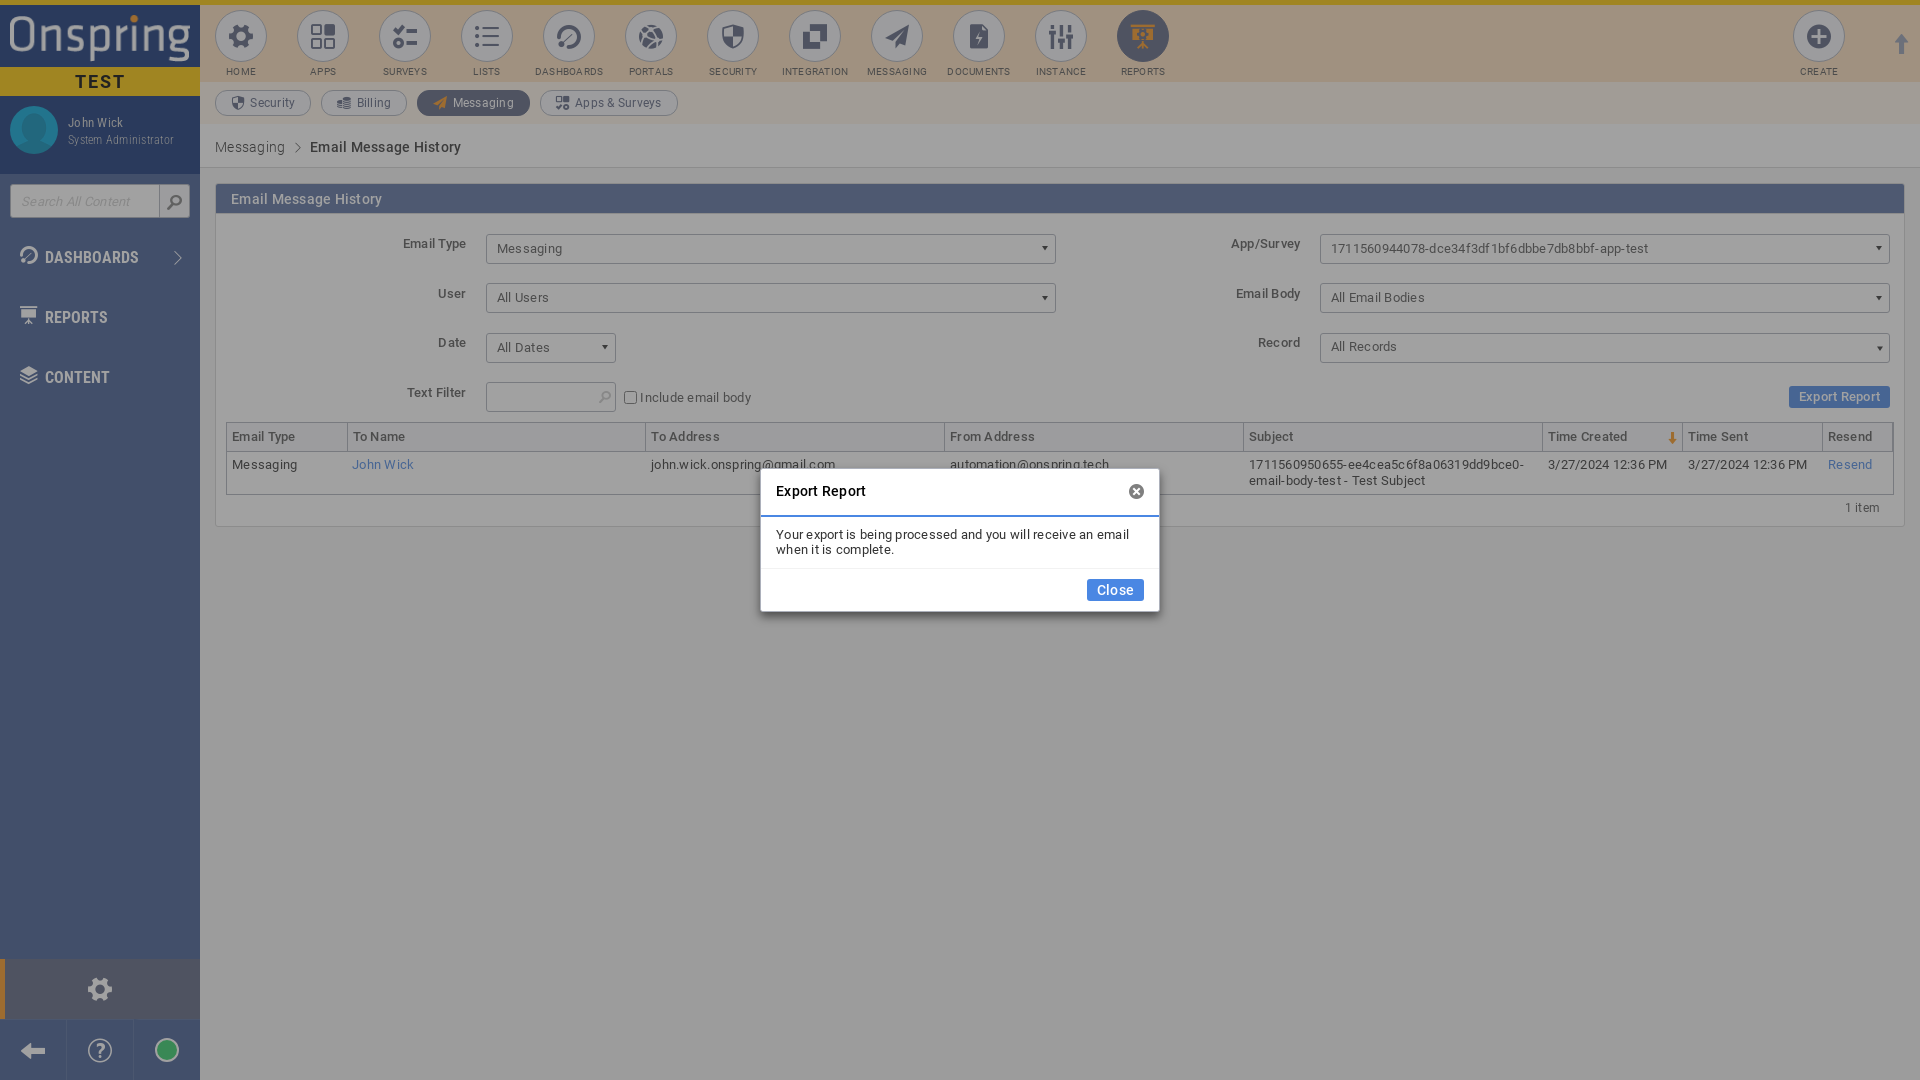 Onspring
TEST
John Wick
System Administrator
Search All Content
DASHBOARDS
REPORTS
CONTENT
HOME
APPS
SURVEYS
LISTS
DASHBOARDS
PORTALS
SECURITY
INTEGRATION
MESSAGING
DOCUMENTS
INSTANCE
REPORTS
CREATE
Security
Billing
Messaging
Apps & Surveys
Messaging > Email Message History
Email Message History
Email Type Messaging
App/Survey 1711560944078-dce34f3df1bf6dbbe7db8bbf-app-test
User All Users
Email Body All Email Bodies
Date All Dates
Record All Records
Text Filter Include email body
Export Report
Email Type To Name To Address From Address Subject Time Created Time Sent Resend
Messaging John Wick john.wick.onspring@gmail.com automation@onspring.tech 1711560950655-ee4cea5c6f8a06319dd9bce0- 3/27/2024 12:36 PM 3/27/2024 12:36 PM Resend
email-body-test - Test Subject
1 item
Export Report
Your export is being processed and you will receive an email
when it is complete.
Close